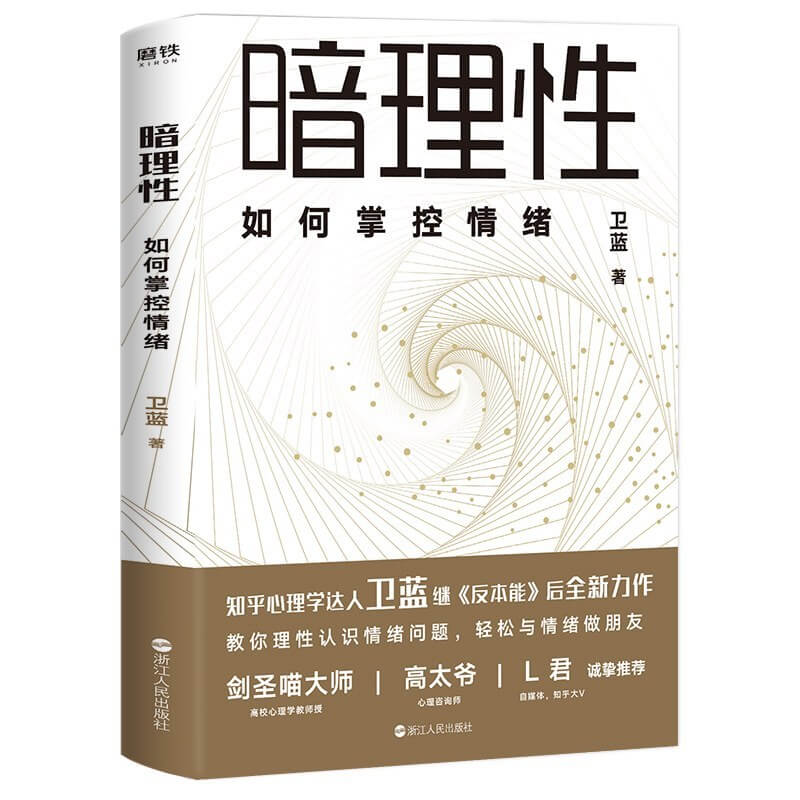 磨铁
XIRON
暗理性
如何掌控情绪
卫蓝
著
浙江人民出版社
暗理性
如何掌控情绪
卫蓝
著
知乎心理学达人卫蓝继《反本能》后全新力作
教你理性认识情绪问题，轻松与情绪做朋友
剑圣喵大师 | 高太爷 | L君 诚挚推荐
高校心理学教师授 心理咨询师 自媒体，知乎大V
浙江人民出版社